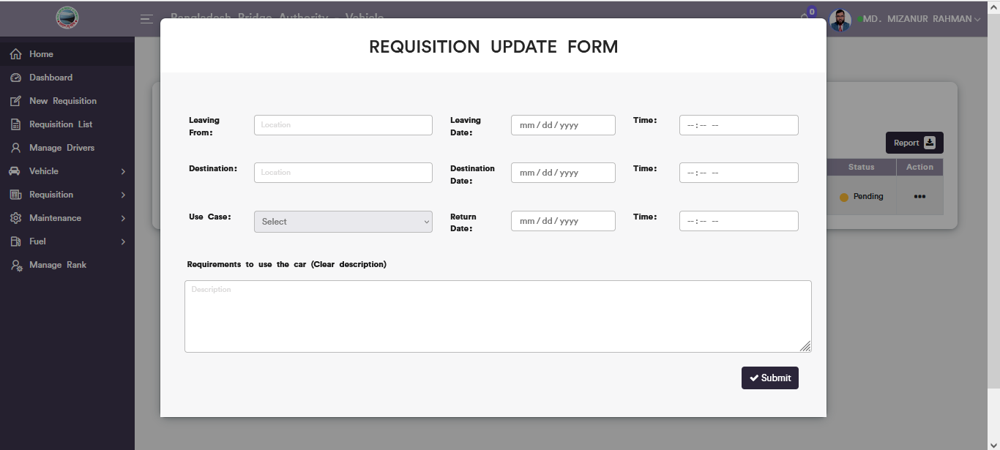 Bangladesh Bridge Authority - Vehicle
0
MD. MIZANUR RAHMAN
Home
Dashboard
New Requisition
Requisition List
Manage Drivers
Vehicle
Requisition
Maintenance
Fuel
Manage Rank
REQUISITION UPDATE FORM
Leaving
From:
Location
Leaving
Date:
mm/dd/yyyy
Time:
--:-- --
Destination:
Location
Destination
Date:
mm/dd/yyyy
Time:
--:-- --
Use Case:
Select
Return
Date:
mm/dd/yyyy
Time:
--:-- --
Requirements to use the car (Clear description)
Description
Submit
Report
Status Action
Pending